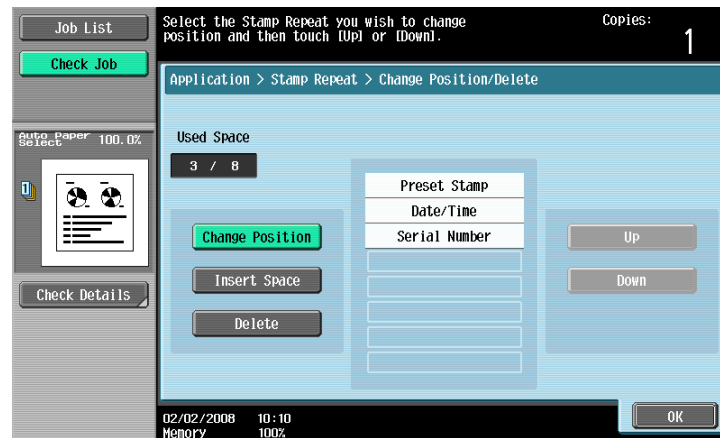 Job List
Check Job
Select the Stamp Repeat you wish to change
position and then touch [Up] or [Down].
Copies:
1
Application > Stamp Repeat > Change Position/Delete
Auto Paper
Select
100.0%
1
Check Details
Used Space
3 / 8
Change Position
Insert Space
Delete
Preset Stamp
Date/Time
Serial Number
Up
Down
02/02/2008 10:10
Memory 100%
OK